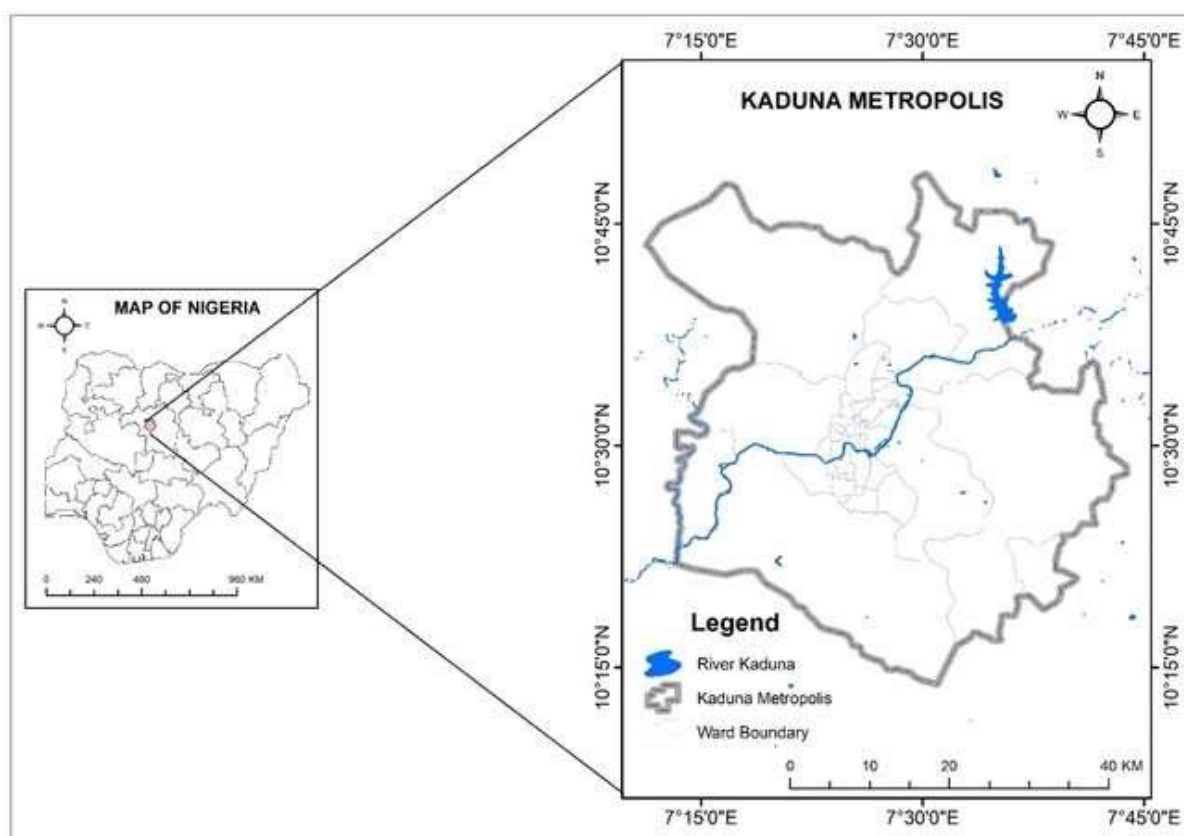 MAP OF NIGERIA
N
W E
S
0 240 480 960 KM
7°15'0"E 7°30'0"E 7°45'0"E
KADUNA METROPOLIS
N
W E
S
10°45'0"N 10°45'0"N
10°30'0"N 10°30'0"N
10°15'0"N 10°15'0"N
Legend
River Kaduna
Kaduna Metropolis
Ward Boundary
0 10 20 40 KM
7°15'0"E 7°30'0"E 7°45'0"E